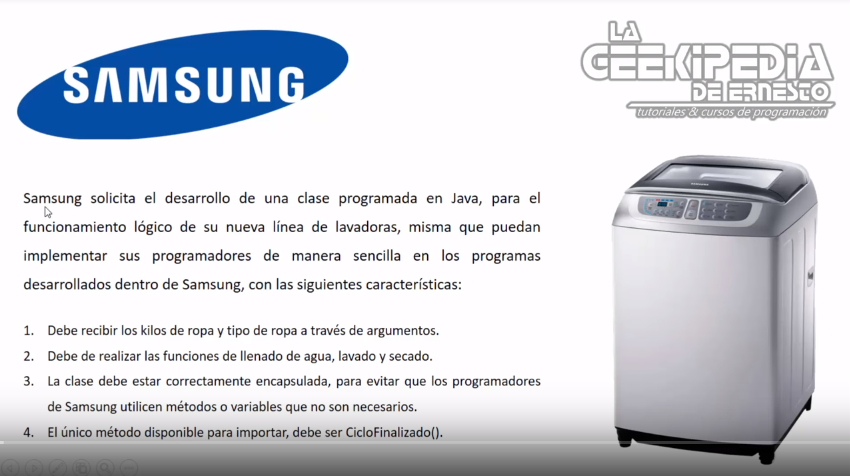 SAMSUNG
LA
GEEKIPEDIA
DE ERNESTO
tutoriales & cursos de programación
Samsung solicita el desarrollo de una clase programada en Java, para el
funcionamiento lógico de su nueva línea de lavadoras, misma que puedan
implementar sus programadores de manera sencilla en los programas
desarrollados dentro de Samsung, con las siguientes características:
1. Debe recibir los kilos de ropa y tipo de ropa a través de argumentos.
2. Debe de realizar las funciones de llenado de agua, lavado y secado.
3. La clase debe estar correctamente encapsulada, para evitar que los programadores
de Samsung utilicen métodos o variables que no son necesarios.
4. El único método disponible para importar, debe ser CicloFinalizado().